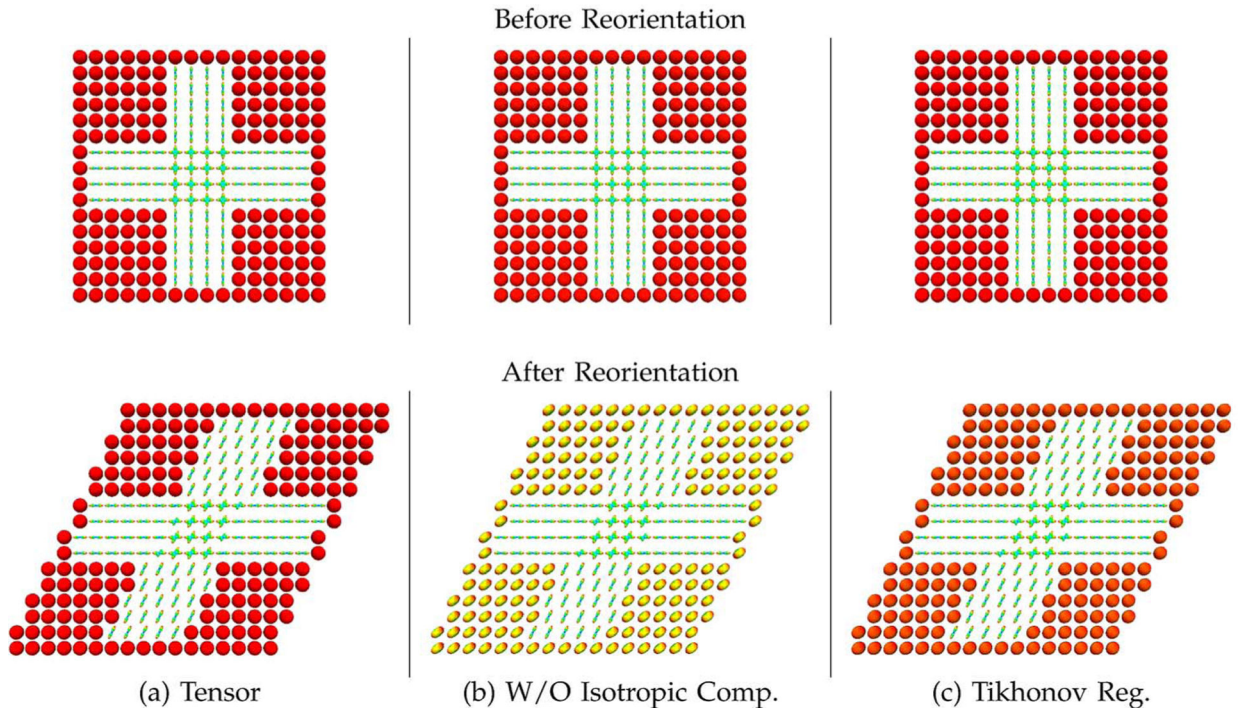 Before Reorientation
After Reorientation
(a) Tensor
(b) W/O Isotropic Comp.
(c) Tikhonov Reg.